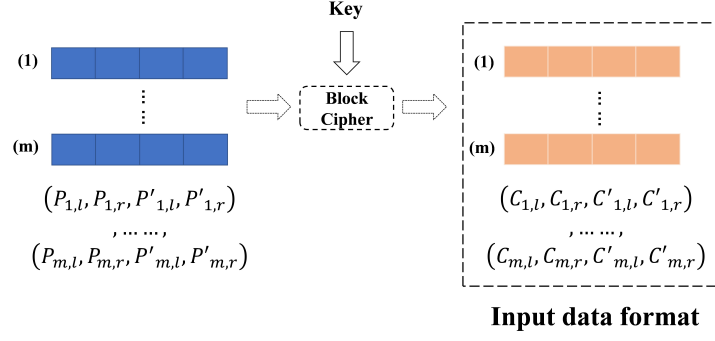 Key
(1)
(1)
Block
Cipher
(m)
(m)
(P₁,ₗ, P₁,ᵣ, P'₁,ₗ, P'₁,ᵣ)
, ... ... ,
(Pₘ,ₗ, Pₘ,ᵣ, P'ₘ,ₗ, P'ₘ,ᵣ)
(C₁,ₗ, C₁,ᵣ, C'₁,ₗ, C'₁,ᵣ)
, ... ... ,
(Cₘ,ₗ, Cₘ,ᵣ, C'ₘ,ₗ, C'ₘ,ᵣ)
Input data format